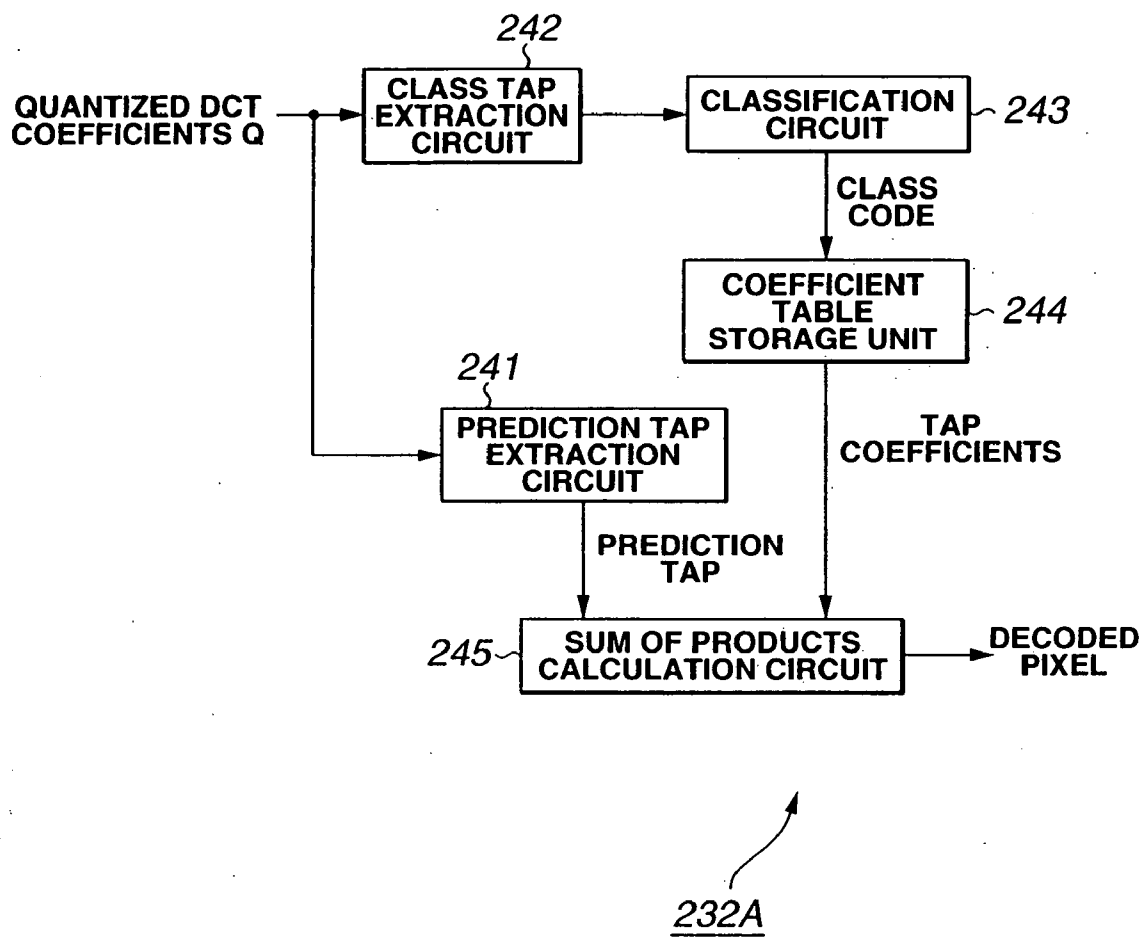 242
QUANTIZED DCT
COEFFICIENTS Q
CLASS TAP
EXTRACTION
CIRCUIT
CLASSIFICATION
CIRCUIT
243
CLASS
CODE
COEFFICIENT
TABLE
STORAGE UNIT
244
241
PREDICTION TAP
EXTRACTION
CIRCUIT
TAP
COEFFICIENTS
PREDICTION
TAP
245
SUM OF PRODUCTS
CALCULATION CIRCUIT
DECODED
PIXEL
232A